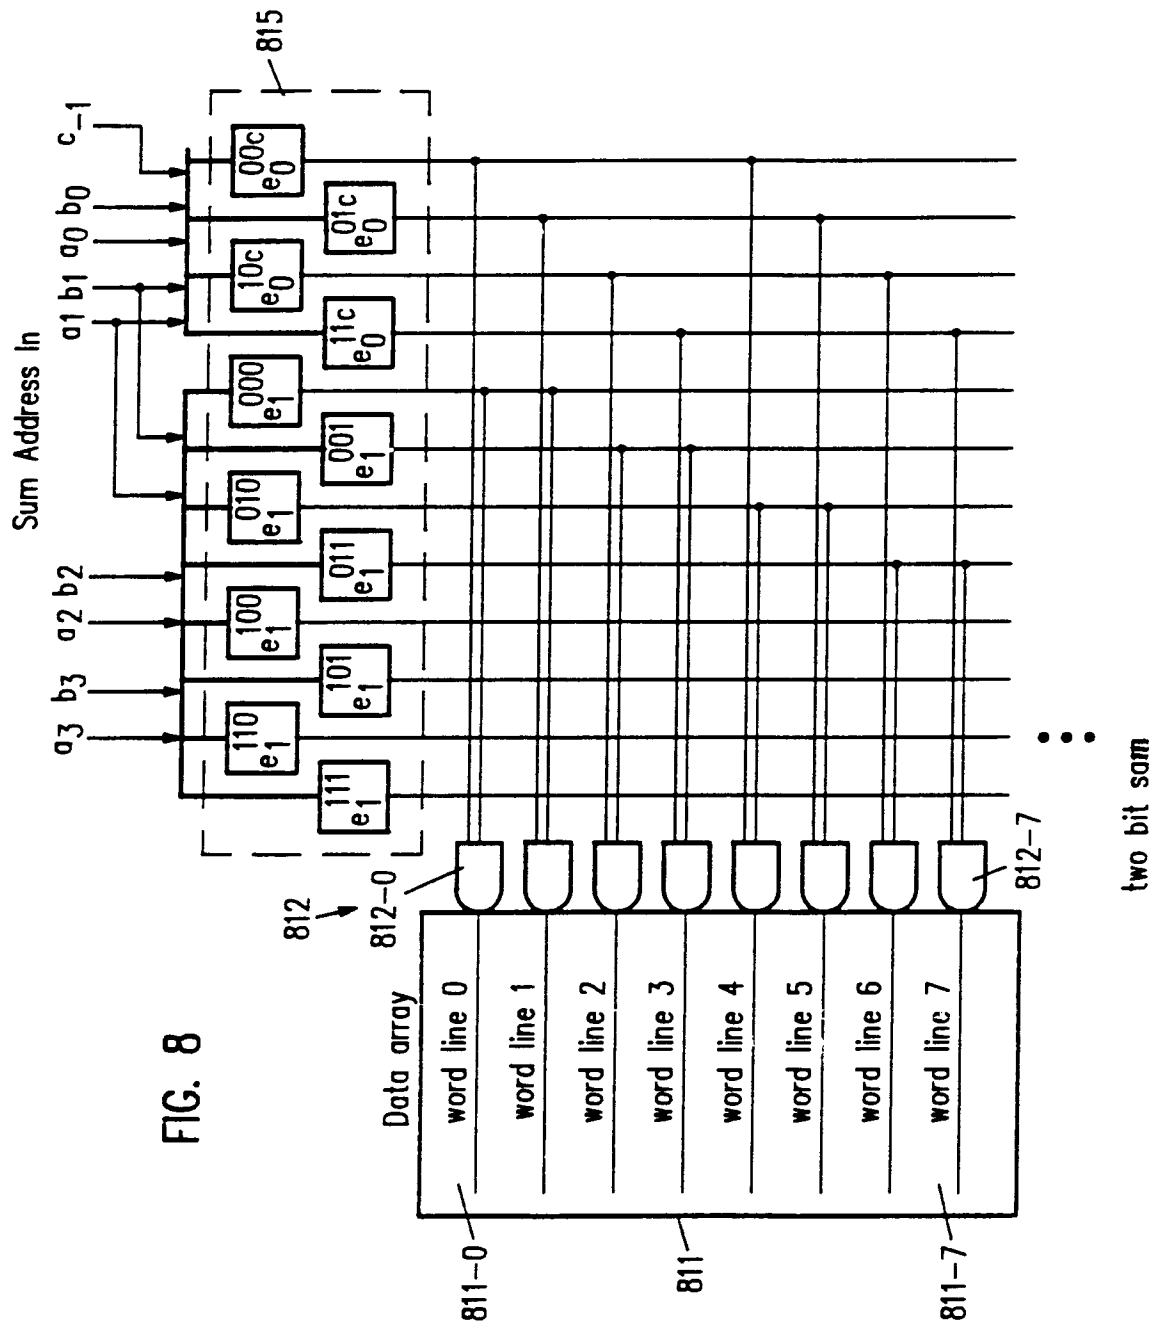 FIG. 8
Sum Address In
a3 b3 a2 b2 a1 b1 a0 b0 c-1
815
111 e1
110 e1
101 e1
100 e1
011 e1
010 e1
001 e1
000 e1
11c e0
10c e0
01c e0
00c e0
812
812-0
812-7
Data array
word line 0
word line 1
word line 2
word line 3
word line 4
word line 5
word line 6
word line 7
811-0
811
811-7
two bit sam